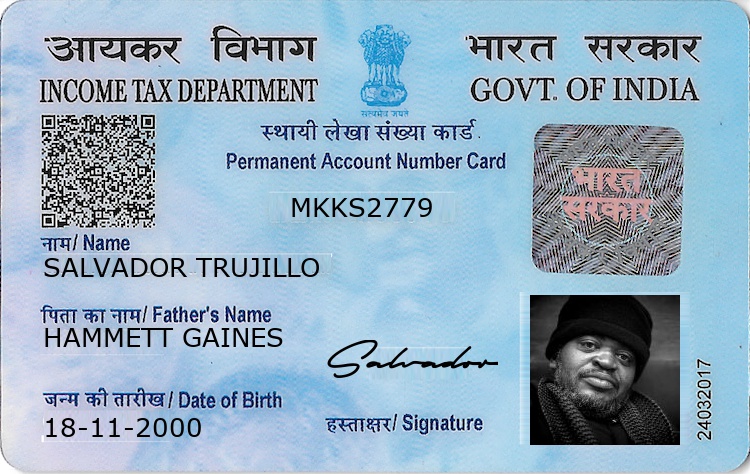 आयकर विभाग
INCOME TAX DEPARTMENT
सत्यमेव जयते
भारत सरकार
GOVT. OF INDIA
स्थायी लेखा संख्या कार्ड
Permanent Account Number Card
MKKS2779
भारत
सरकार
नाम/ Name
SALVADOR TRUJILLO
पिता का नाम/ Father's Name
HAMMETT GAINES
Salvador
जन्म की तारीख/ Date of Birth
18-11-2000
हस्ताक्षर/ Signature
24032017